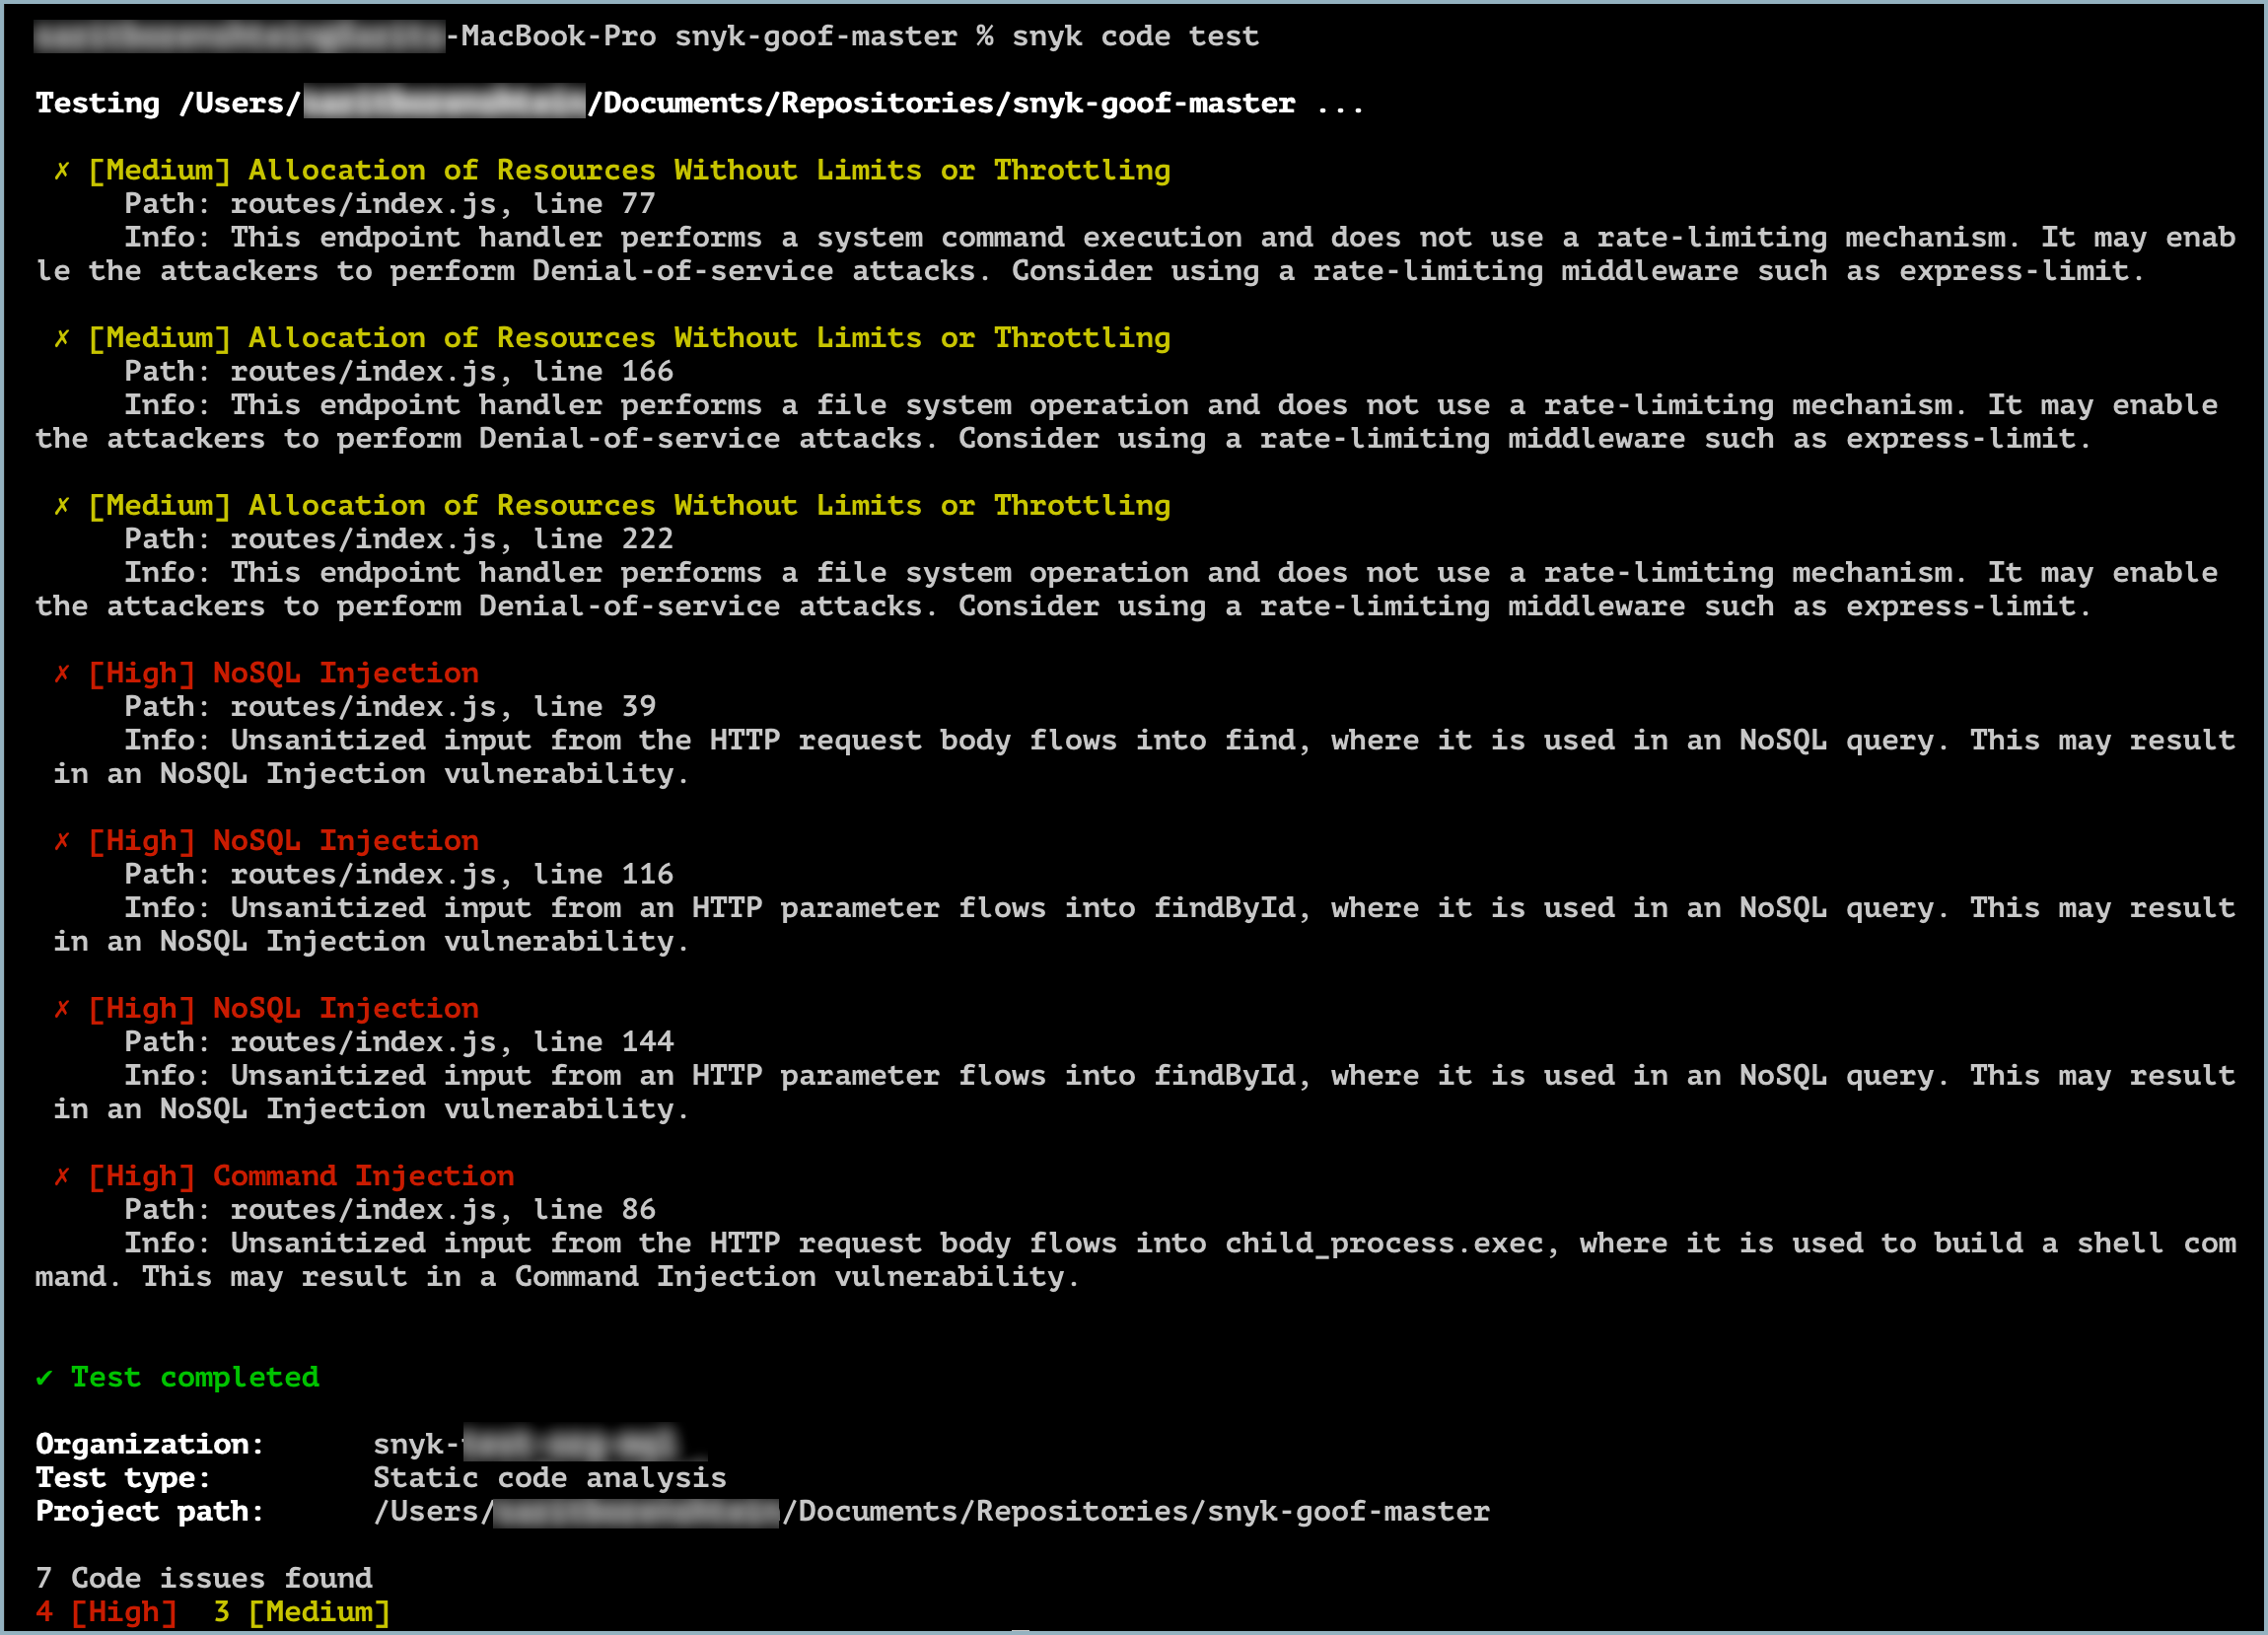 -MacBook-Pro snyk-goof-master % snyk code test
Testing /Users/ /Documents/Repositories/snyk-goof-master ...
✗ [Medium] Allocation of Resources Without Limits or Throttling
Path: routes/index.js, line 77
Info: This endpoint handler performs a system command execution and does not use a rate-limiting mechanism. It may enab
le the attackers to perform Denial-of-service attacks. Consider using a rate-limiting middleware such as express-limit.
✗ [Medium] Allocation of Resources Without Limits or Throttling
Path: routes/index.js, line 166
Info: This endpoint handler performs a file system operation and does not use a rate-limiting mechanism. It may enable
the attackers to perform Denial-of-service attacks. Consider using a rate-limiting middleware such as express-limit.
✗ [Medium] Allocation of Resources Without Limits or Throttling
Path: routes/index.js, line 222
Info: This endpoint handler performs a file system operation and does not use a rate-limiting mechanism. It may enable
the attackers to perform Denial-of-service attacks. Consider using a rate-limiting middleware such as express-limit.
✗ [High] NoSQL Injection
Path: routes/index.js, line 39
Info: Unsanitized input from the HTTP request body flows into find, where it is used in an NoSQL query. This may result
in an NoSQL Injection vulnerability.
✗ [High] NoSQL Injection
Path: routes/index.js, line 116
Info: Unsanitized input from an HTTP parameter flows into findById, where it is used in an NoSQL query. This may result
in an NoSQL Injection vulnerability.
✗ [High] NoSQL Injection
Path: routes/index.js, line 144
Info: Unsanitized input from an HTTP parameter flows into findById, where it is used in an NoSQL query. This may result
in an NoSQL Injection vulnerability.
✗ [High] Command Injection
Path: routes/index.js, line 86
Info: Unsanitized input from the HTTP request body flows into child_process.exec, where it is used to build a shell com
mand. This may result in a Command Injection vulnerability.
✔ Test completed
Organization: snyk-
Test type: Static code analysis
Project path: /Users/ /Documents/Repositories/snyk-goof-master
7 Code issues found
4 [High] 3 [Medium]